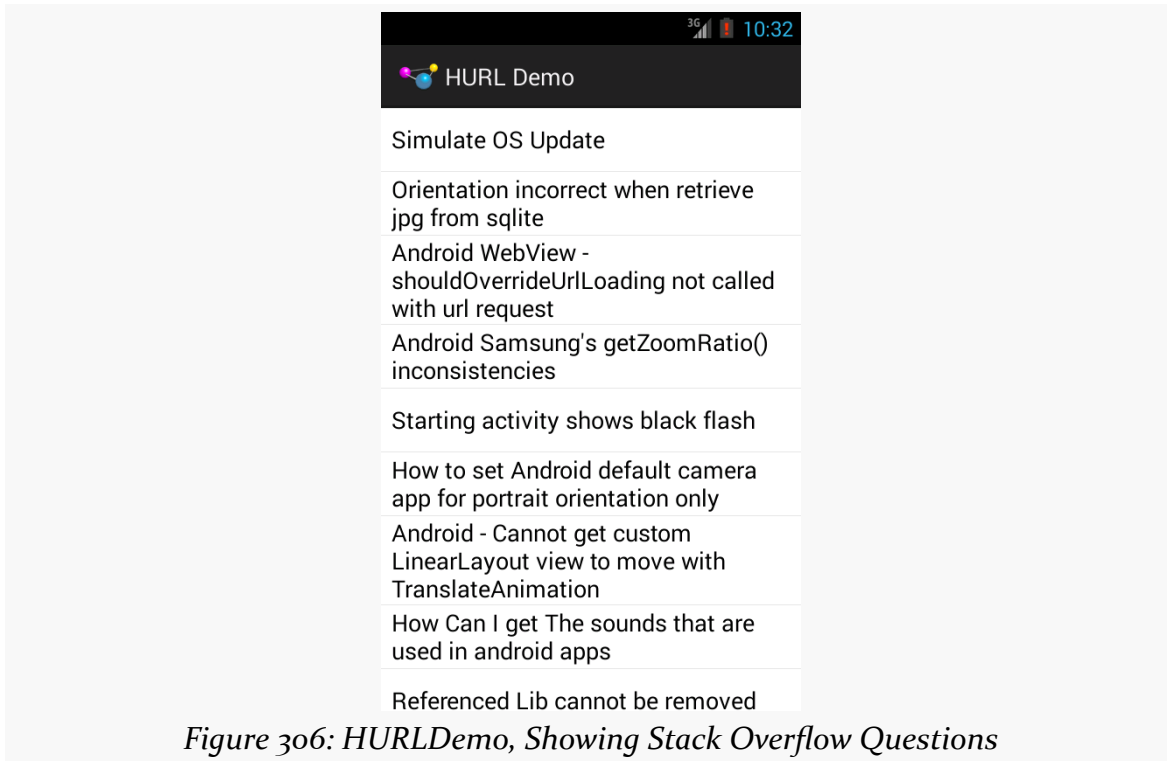 3G
10:32
HURL Demo
Simulate OS Update
Orientation incorrect when retrieve
jpg from sqlite
Android WebView -
shouldOverrideUrlLoading not called
with url request
Android Samsung's getZoomRatio()
inconsistencies
Starting activity shows black flash
How to set Android default camera
app for portrait orientation only
Android - Cannot get custom
LinearLayout view to move with
TranslateAnimation
How Can I get The sounds that are
used in android apps
Referenced Lib cannot be removed
Figure 306: HURLDemo, Showing Stack Overflow Questions